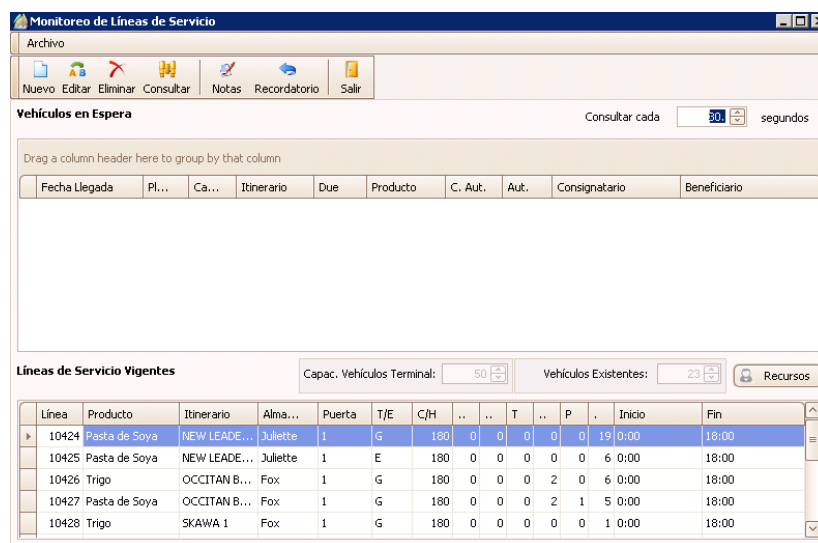 Monitoreo de Líneas de Servicio
Archivo
Nuevo Editar Eliminar Consultar Notas Recordatorio Salir
Vehículos en Espera Consultar cada 30. segundos
Drag a column header here to group by that column
Fecha Llegada Pl... Ca... Itinerario Due Producto C. Aut. Aut. Consignatario Beneficiario
Líneas de Servicio Vigentes Capac. Vehículos Terminal: 50 Vehículos Existentes: 23 Recursos
Línea Producto Itinerario Alma... Puerta T/E C/H .. .. T .. P . Inicio Fin
10424 Pasta de Soya NEW LEADE... Juliette 1 G 180 0 0 0 0 0 19 0:00 18:00
10425 Pasta de Soya NEW LEADE... Juliette 1 E 180 0 0 0 0 0 6 0:00 18:00
10426 Trigo OCCITAN B... Fox 1 G 180 0 0 0 2 0 6 0:00 18:00
10427 Pasta de Soya OCCITAN B... Fox 1 G 180 0 0 0 2 1 5 0:00 18:00
10428 Trigo SKAWA 1 Fox 1 G 180 0 0 0 0 0 1 0:00 18:00